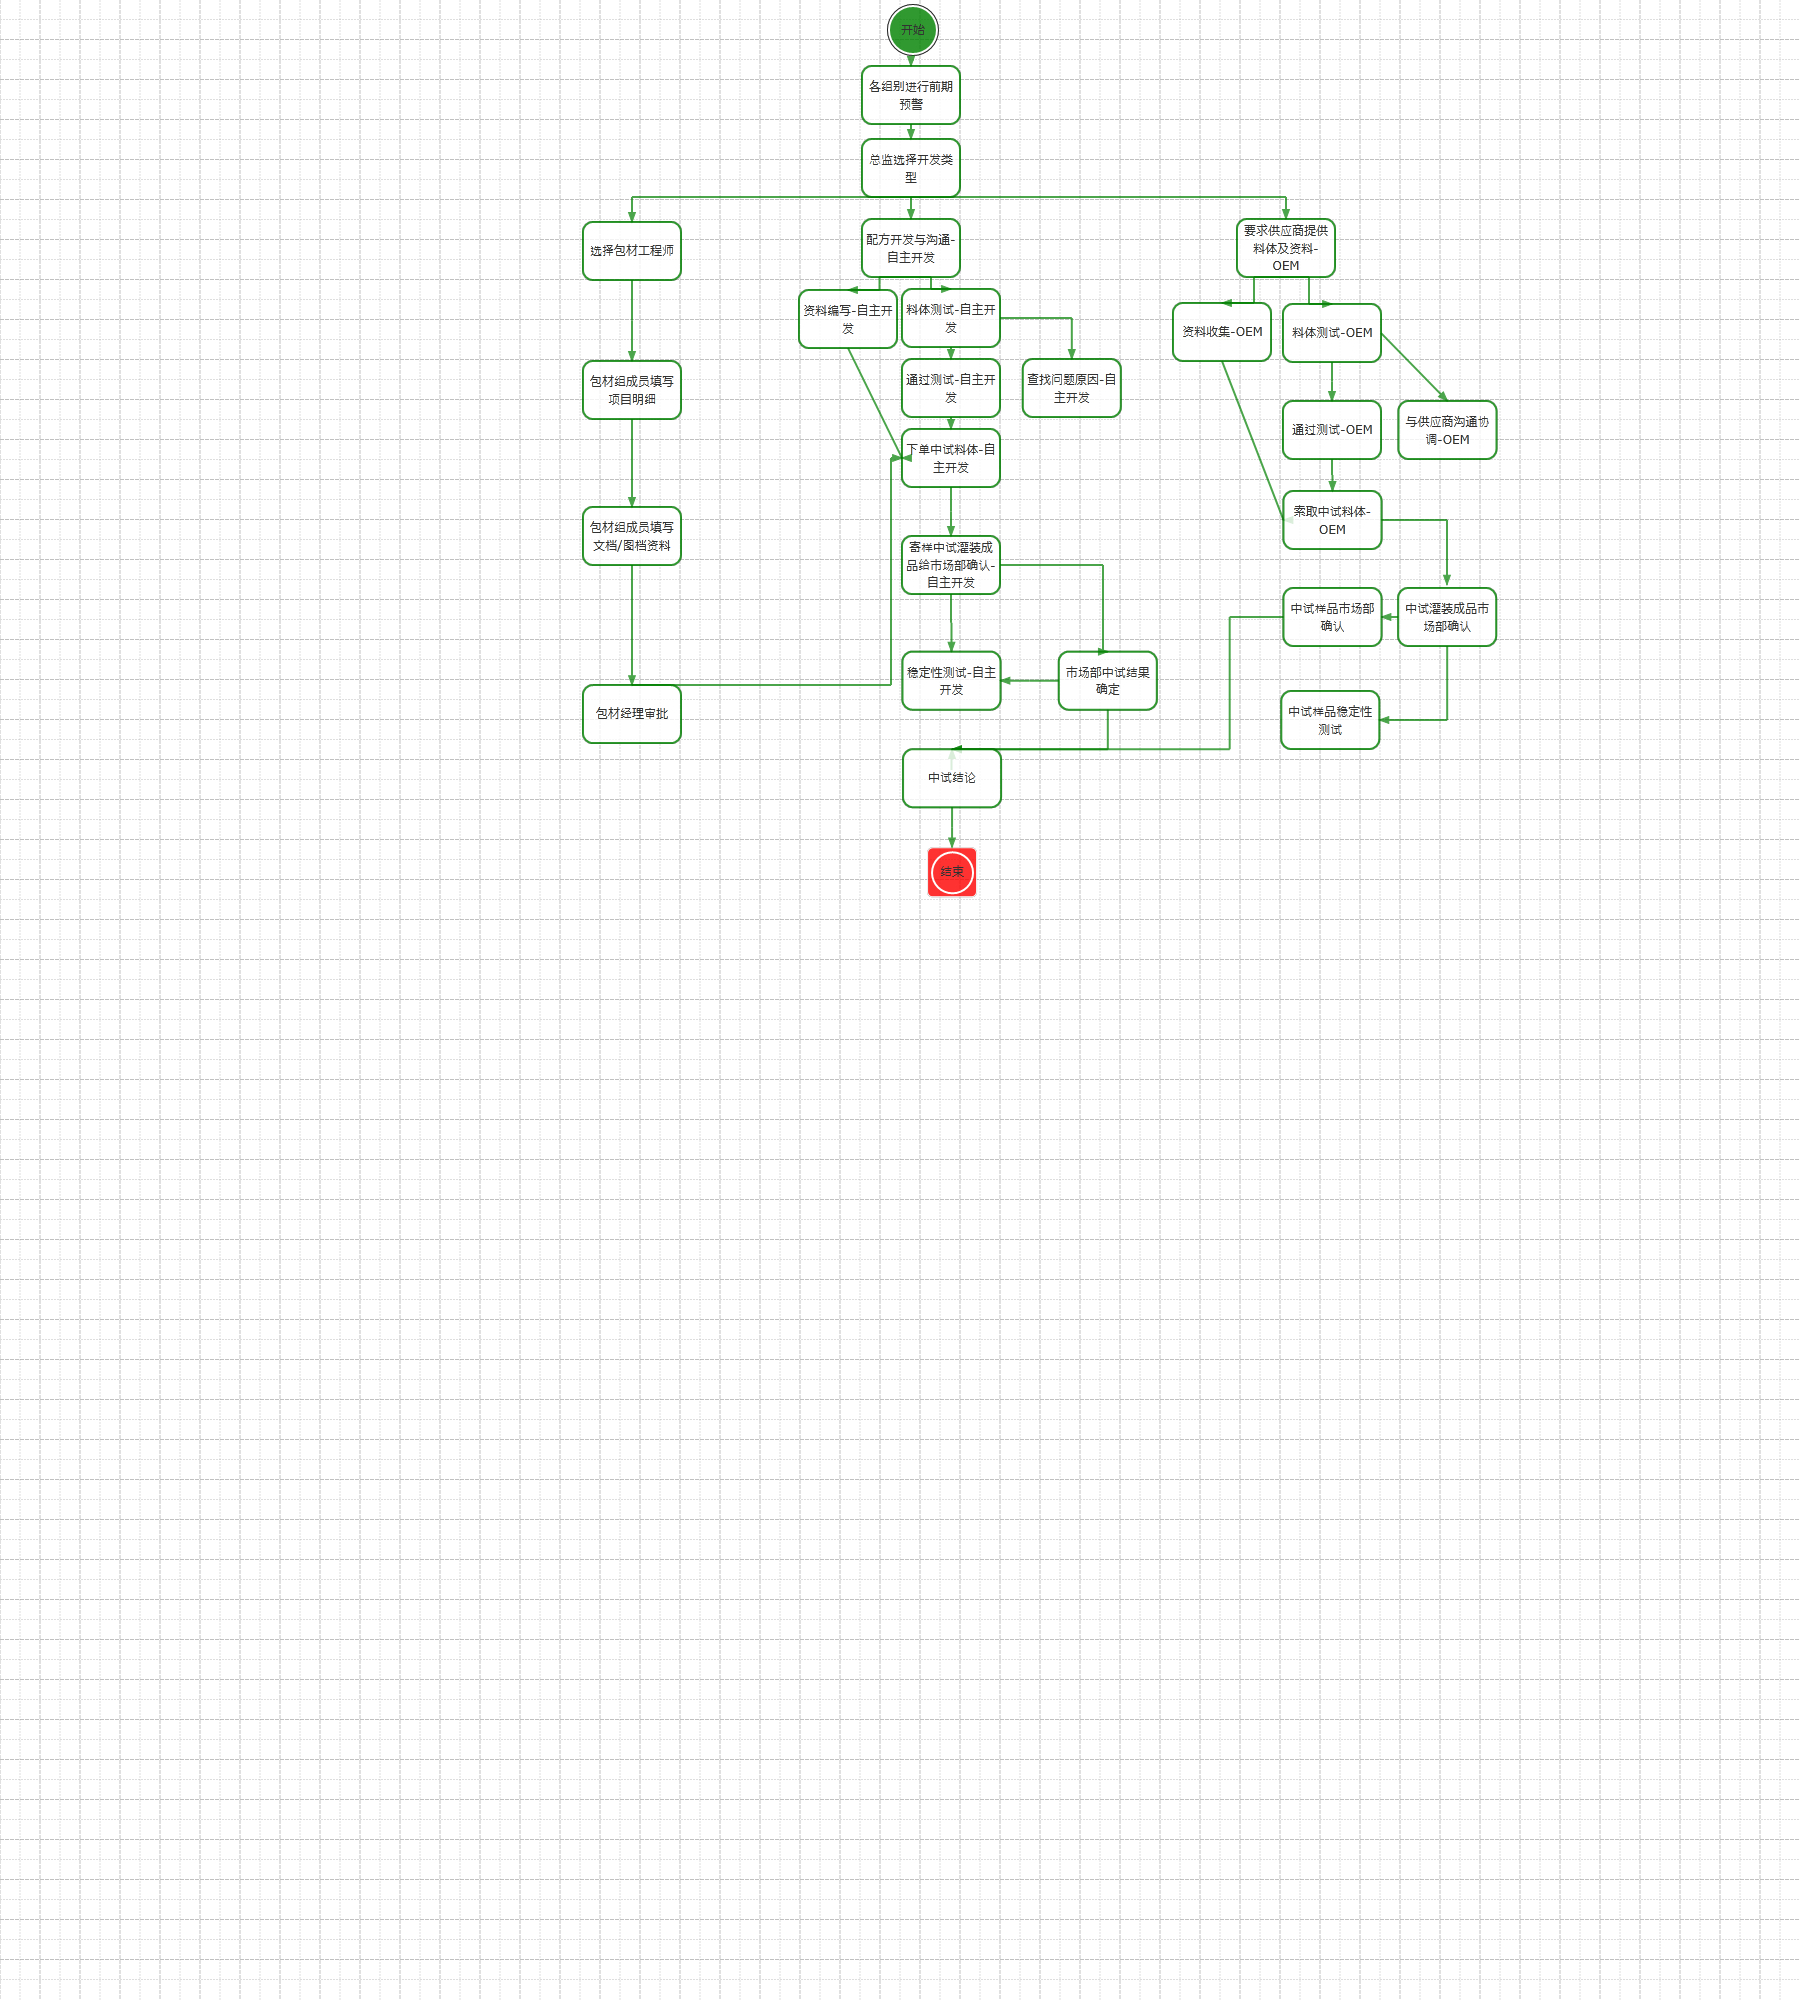 开始
各组别进行前期
预警
总监选择开发类
型
选择包材工程师
配方开发与沟通-
自主开发
要求供应商提供
料体及资料-
OEM
资料编写-自主开
发
料体测试-自主开
发
资料收集-OEM
料体测试-OEM
包材组成员填写
项目明细
通过测试-自主开
发
查找问题原因-自
主开发
通过测试-OEM
与供应商沟通协
调-OEM
下单中试料体-自
主开发
包材组成员填写
文档/图档资料
索取中试料体-
OEM
寄样中试灌装成
品给市场部确认-
自主开发
中试样品市场部
确认
中试灌装成品市
场部确认
稳定性测试-自主
开发
市场部中试结果
确定
包材经理审批
中试样品稳定性
测试
中试结论
结束